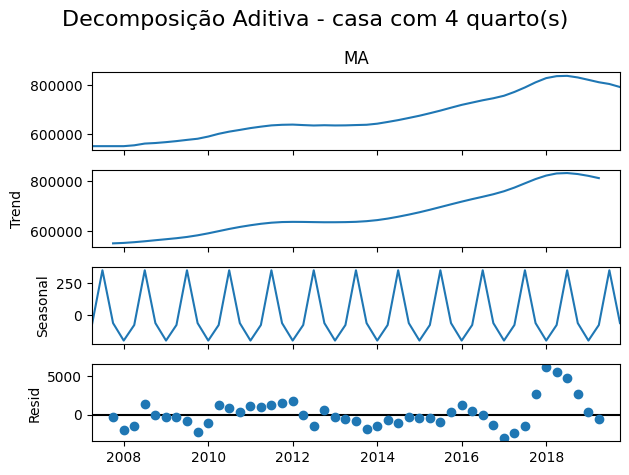 Decomposição Aditiva - casa com 4 quarto(s)
MA
800000
600000
Trend
800000
600000
Seasonal
250
0
Resid
5000
0
2008 2010 2012 2014 2016 2018